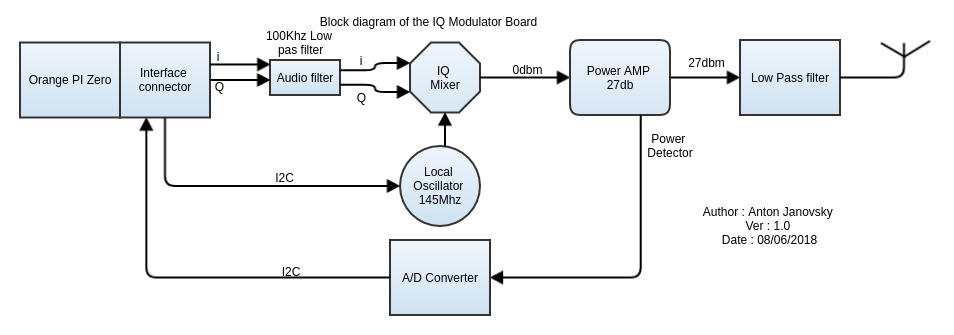 Block diagram of the IQ Modulator Board
100Khz Low
pas filter
Orange PI Zero
Interface
connector
i
Q
Audio filter
i
Q
IQ
Mixer
0dbm
Power AMP
27db
27dbm
Low Pass filter
Power
Detector
I2C
Local
Oscillator
145Mhz
Author : Anton Janovsky
Ver : 1.0
Date : 08/06/2018
I2C
A/D Converter